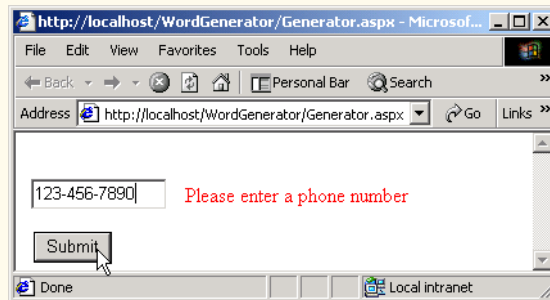 http://localhost/WordGenerator/Generator.aspx - Microsof...
File Edit View Favorites Tools Help
Back Personal Bar Search »
Address http://localhost/WordGenerator/Generator.aspx Go Links »
123-456-7890 Please enter a phone number
Submit
Done Local intranet